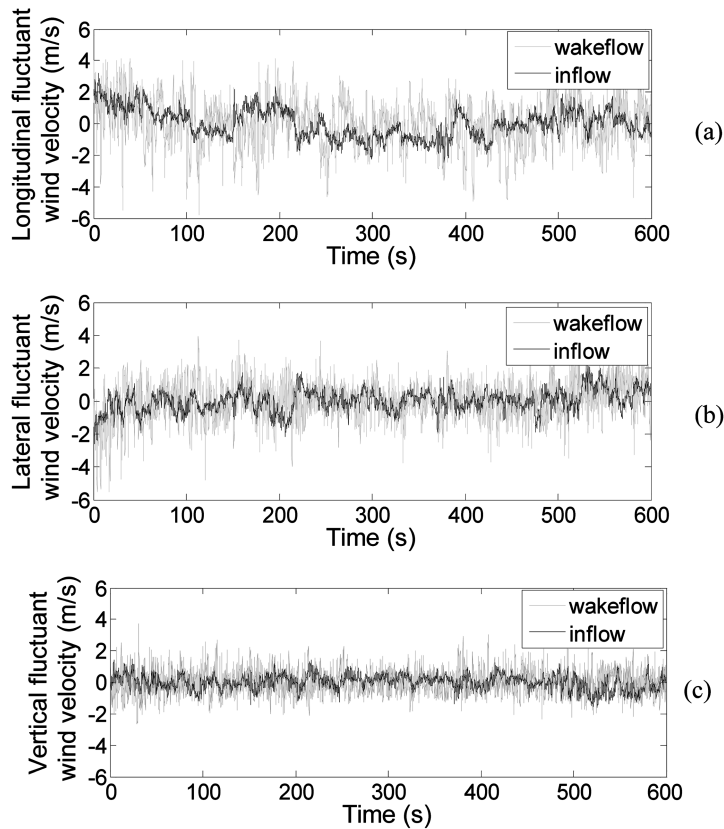 Longitudinal fluctuant
wind velocity (m/s)
6
4
2
0
-2
-4
-6
wakeflow
inflow
0 100 200 300 400 500 600
Time (s)
(a)
Lateral fluctuant
wind velocity (m/s)
6
4
2
0
-2
-4
-6
wakeflow
inflow
0 100 200 300 400 500 600
Time (s)
(b)
Vertical fluctuant
wind velocity (m/s)
6
4
2
0
-2
-4
-6
wakeflow
inflow
0 100 200 300 400 500 600
Time (s)
(c)